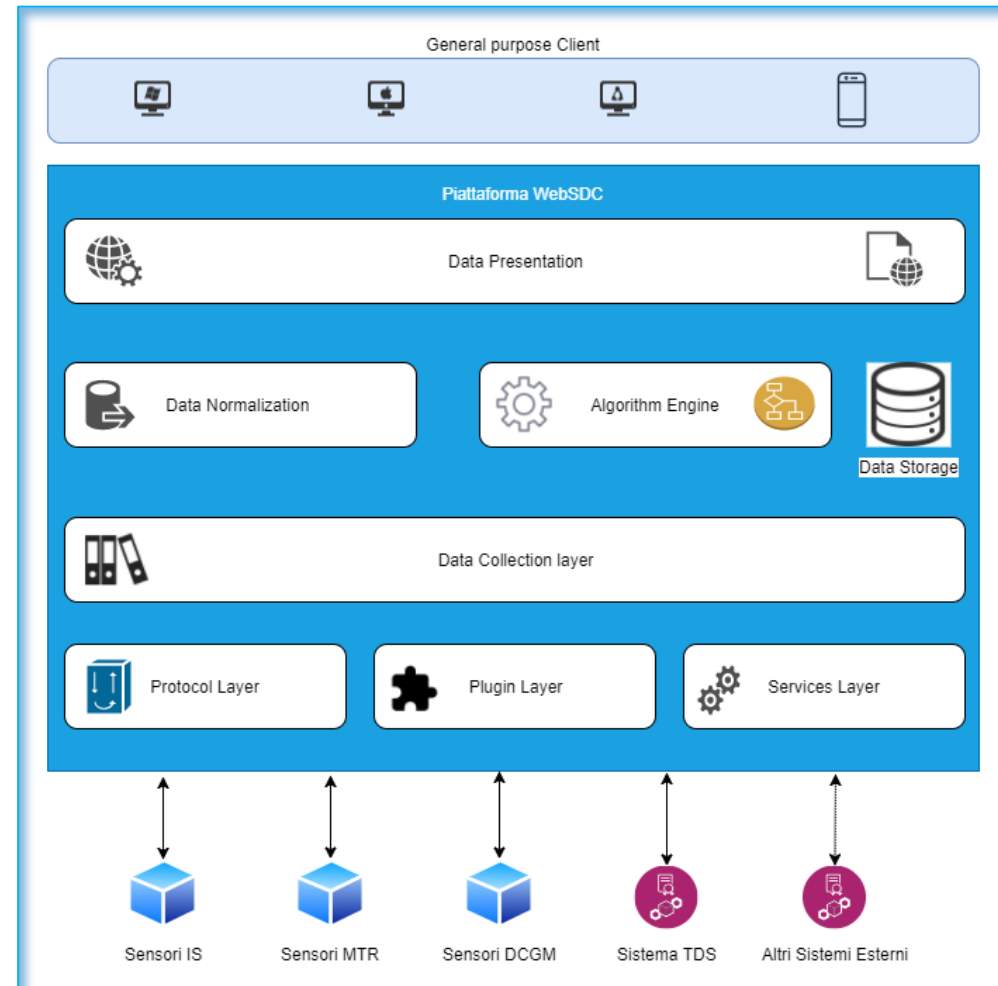 General purpose Client
Piattaforma WebSDC
Data Presentation
Data Normalization
Algorithm Engine
Data Storage
Data Collection layer
Protocol Layer
Plugin Layer
Services Layer
Sensori IS
Sensori MTR
Sensori DCGM
Sistema TDS
Altri Sistemi Esterni